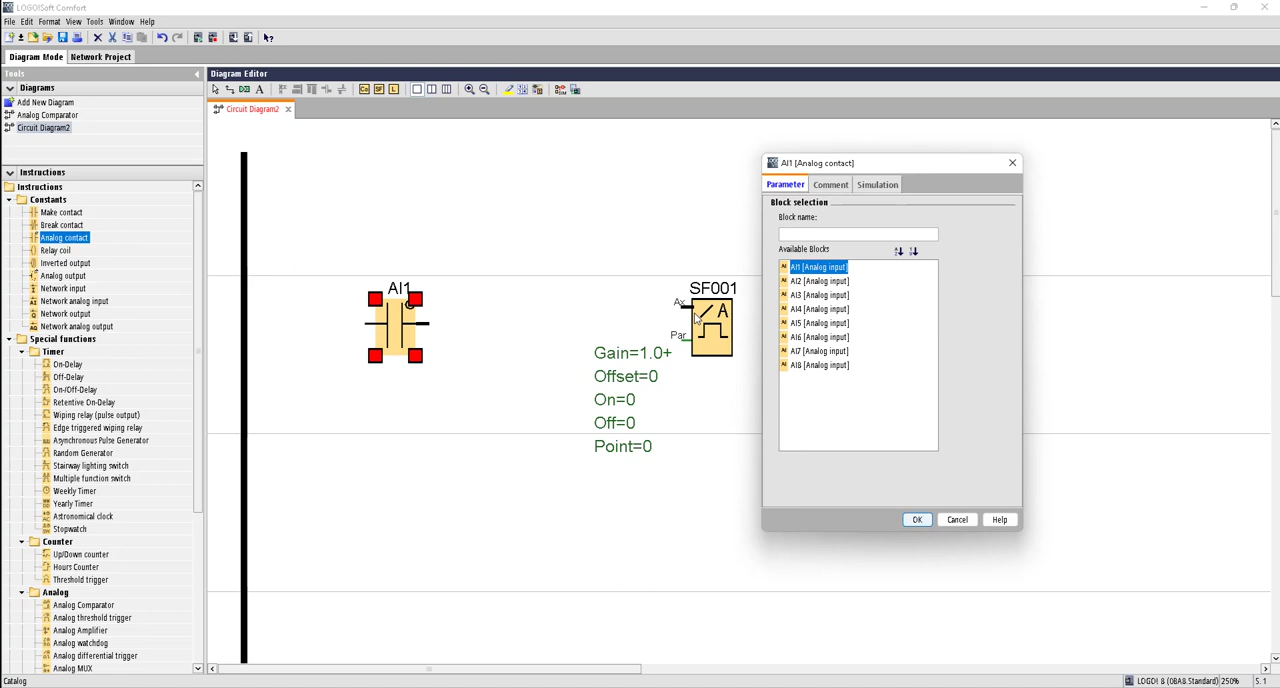 LOGO!Soft Comfort
File Edit Format View Tools Window Help
Diagram Mode Network Project
Tools
Diagram Editor
Diagrams
Add New Diagram
Analog Comparator
Circuit Diagram2
Circuit Diagram2
Instructions
Instructions
Constants
Make contact
Break contact
Analog contact
Relay coil
Inverted output
Analog output
Network input
Network analog input
Network output
Network analog output
Special functions
Timer
On-Delay
Off-Delay
On-/Off-Delay
Retentive On-Delay
Wiping relay (pulse output)
Edge triggered wiping relay
Asynchronous Pulse Generator
Random Generator
Stairway lighting switch
Multiple function switch
Weekly Timer
Yearly Timer
Astronomical clock
Stopwatch
Counter
Up/Down counter
Hours Counter
Threshold trigger
Analog
Analog Comparator
Analog threshold trigger
Analog Amplifier
Analog watchdog
Analog differential trigger
Analog MUX
AI1
SF001
Ax
A
Par
Gain=1.0+
Offset=0
On=0
Off=0
Point=0
AI1 [Analog contact]
Parameter Comment Simulation
Block selection
Block name:
Available Blocks
AI AI1 [Analog input]
AI AI2 [Analog input]
AI AI3 [Analog input]
AI AI4 [Analog input]
AI AI5 [Analog input]
AI AI6 [Analog input]
AI AI7 [Analog input]
AI AI8 [Analog input]
OK Cancel Help
Catalog
LOGO! 8 (0BA8.Standard) 250% S. 1